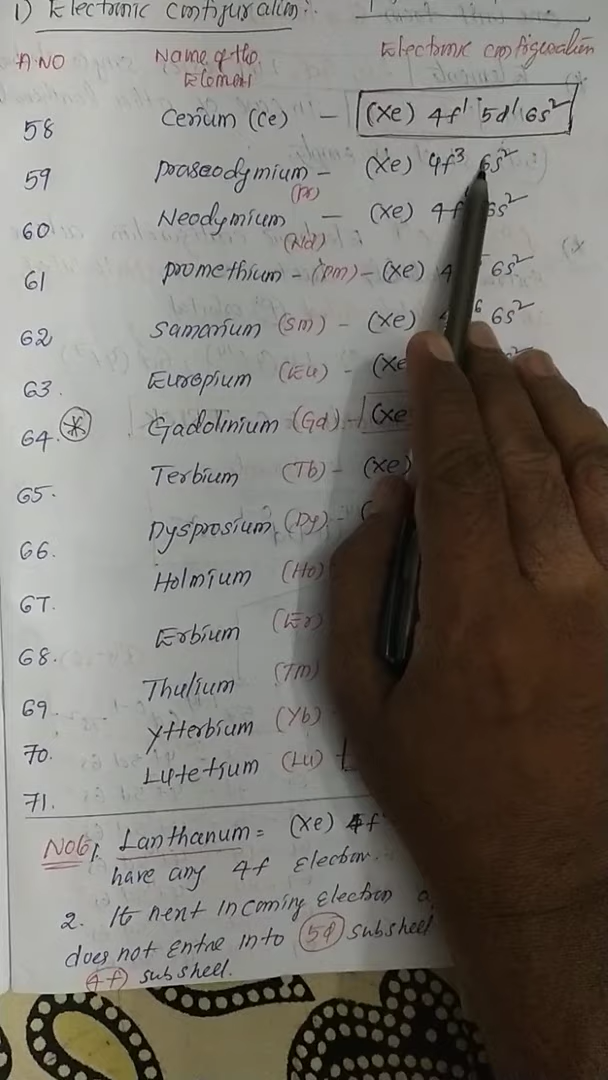 1) Electronic configuration:
A.NO Name of the Electronic configuration
Element
58 Cerium (Ce) - (Xe) 4f¹ 5d¹ 6s²
59 praseodymium - (Xe) 4f³ 6s²
(Pr)
60 Neodymium - (Xe) 4f 6s²
(Nd)
61 promethium - (Pm) - (Xe) 4 6s²
62 Samarium (Sm) - (Xe) 6 6s²
63. Europium (Eu) - (Xe
64. * Gadolinium (Gd) - (Xe
65. Terbium (Tb) - (Xe)
66. Dysprosium (Dy) - (
67. Holmium (Ho)
68. Erbium (Er)
69. Thulium (Tm)
70. Ytterbium (Yb) -
71. Lutetium (Lu)
Lanthanum = (Xe) 4f
have any 4f Electron.
2. It next incoming electron
does not entre into (5d) subshell
(4f) subshell.